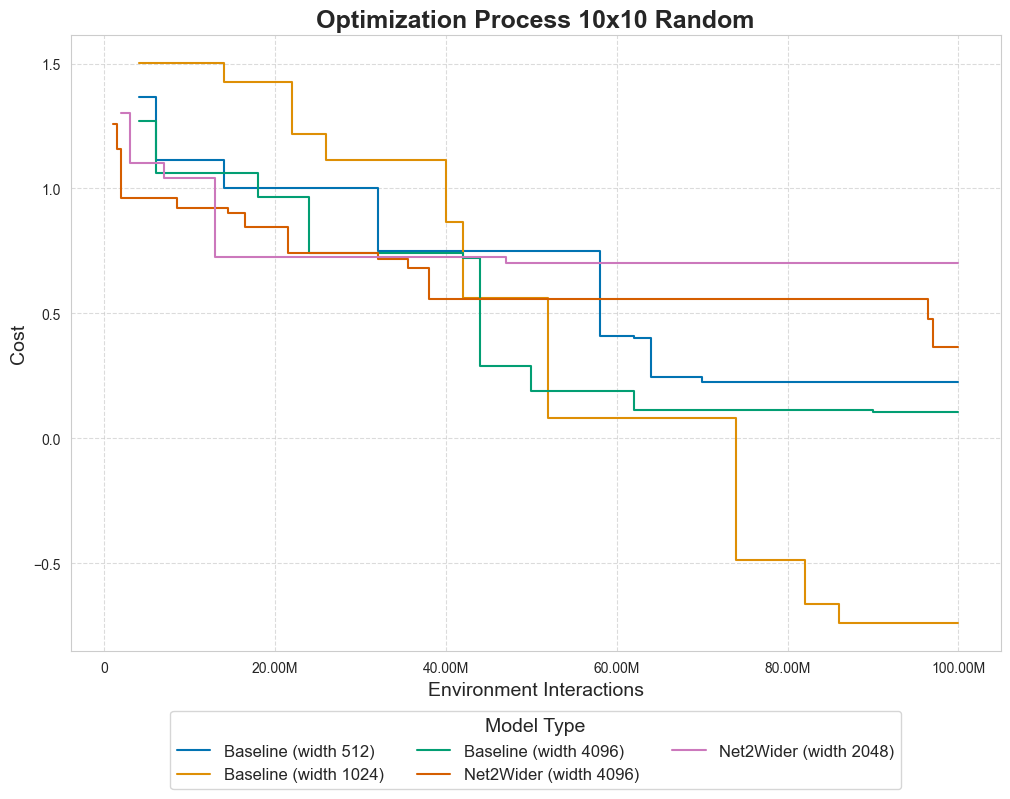 Optimization Process 10x10 Random
Cost
1.5
1.0
0.5
0.0
−0.5
0 20.00M 40.00M 60.00M 80.00M 100.00M
Environment Interactions
Model Type
Baseline (width 512) Baseline (width 4096) Net2Wider (width 2048)
Baseline (width 1024) Net2Wider (width 4096)